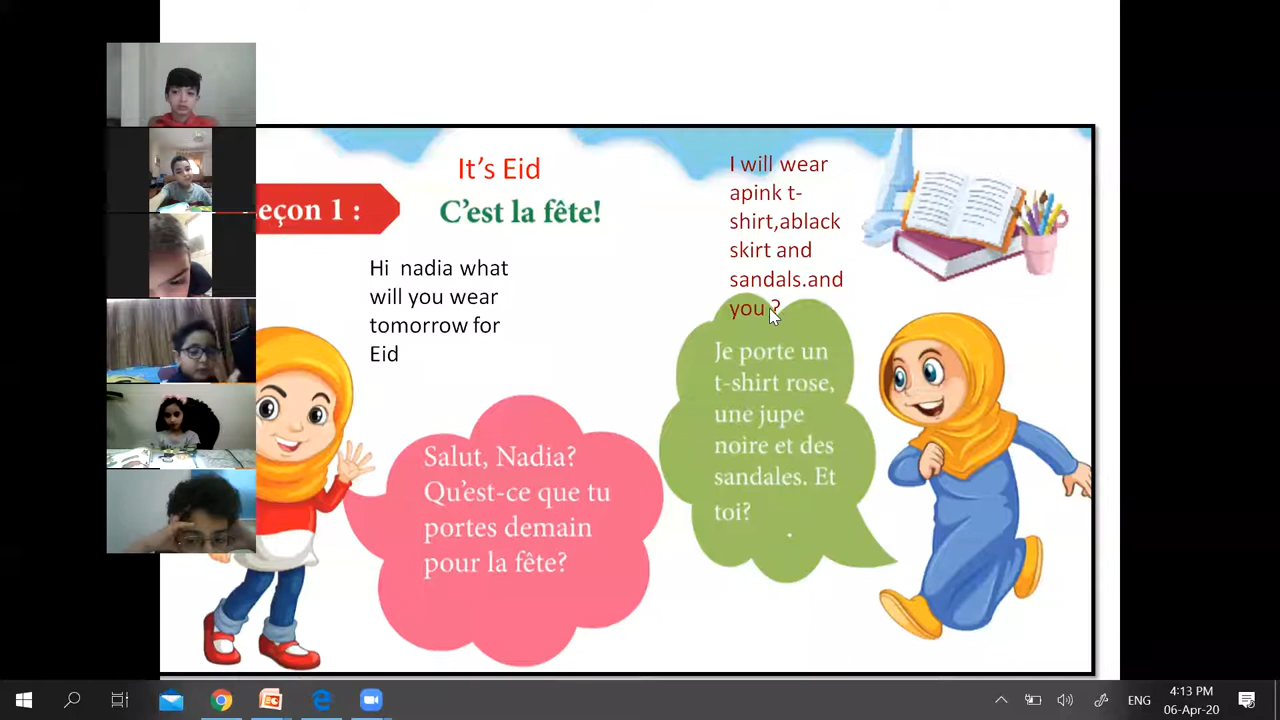 It's Eid
eçon 1 :
C'est la fête!
Hi nadia what
will you wear
tomorrow for
Eid
I will wear
apink t-
shirt,ablack
skirt and
sandals.and
you ?
Salut, Nadia?
Qu'est-ce que tu
portes demain
pour la fête?
Je porte un
t-shirt rose,
une jupe
noire et des
sandales. Et
toi?
.
ENG
4:13 PM
06-Apr-20